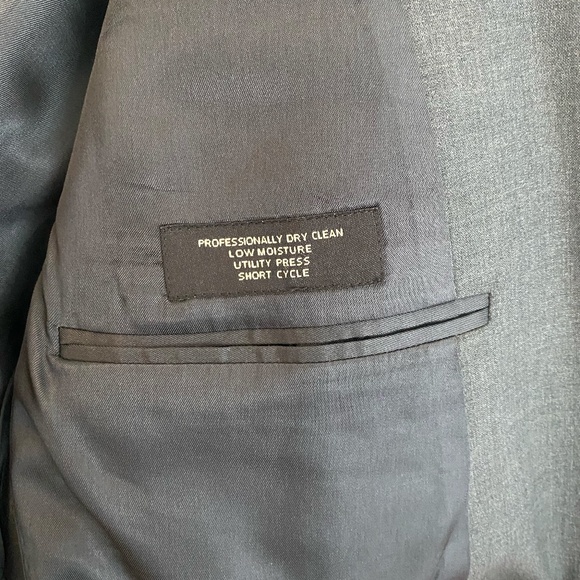 PROFESSIONALLY DRY CLEAN
LOW MOISTURE
UTILITY PRESS
SHORT CYCLE